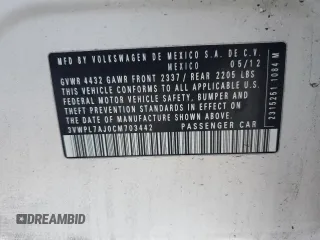 MFD BY VOLKSWAGEN DE MEXICO S.A. DE C.V.
MEXICO 05/12
GVWR 4432 GAWR FRONT 2337/ REAR 2205 LBS
THIS VEHICLE CONFORMS TO ALL APPLICABLE
FEDERAL MOTOR VEHICLE SAFETY, BUMPER AND
THEFT PREVENTION STANDARDS IN EFFECT ON
THE DATE OF MANUFACTURE SHOWN ABOVE
3VWPL7AJ0CM703442 PASSENGER CAR
2315261 1084 M
DREAMBID